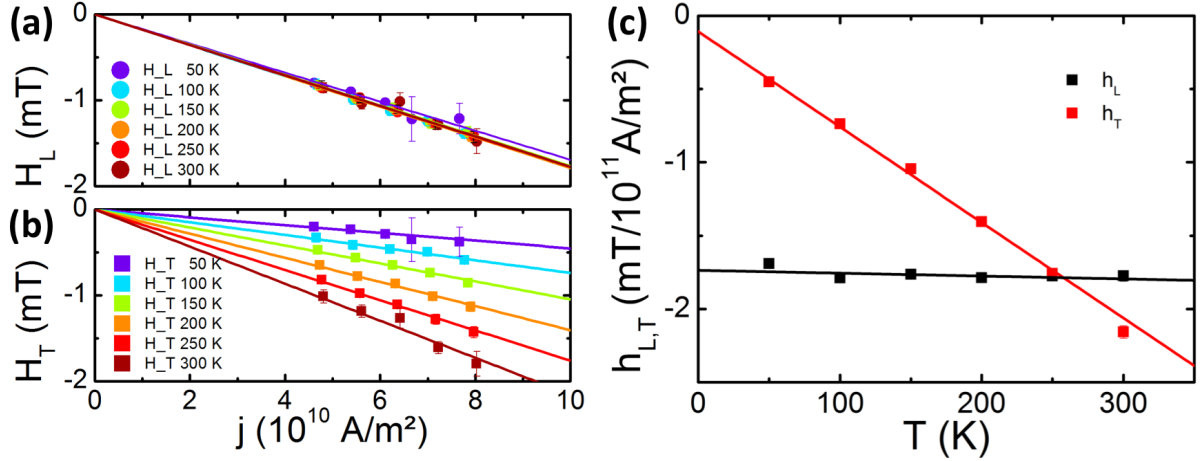 (a)
0
-1
-2
H_L (mT)
H_L 50 K
H_L 100 K
H_L 150 K
H_L 200 K
H_L 250 K
H_L 300 K
(b)
0
-1
-2
H_T (mT)
H_T 50 K
H_T 100 K
H_T 150 K
H_T 200 K
H_T 250 K
H_T 300 K
0 2 4 6 8 10
j (10¹⁰ A/m²)
(c)
0
-1
-2
h_L,T (mT/10¹¹A/m²)
h_L
h_T
0 100 200 300
T (K)